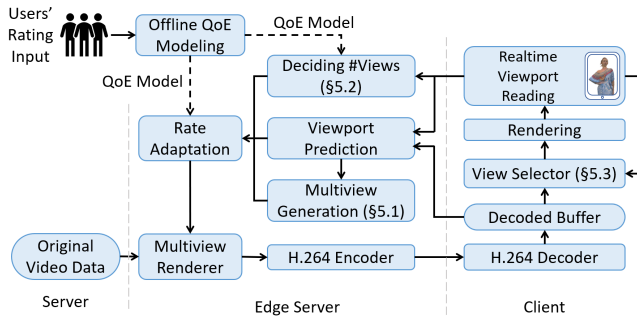 Users'
Rating
Input
Offline QoE
Modeling
QoE Model
QoE Model
Deciding #Views
(§5.2)
Realtime
Viewport
Reading
Rate
Adaptation
Viewport
Prediction
Rendering
Multiview
Generation (§5.1)
View Selector (§5.3)
Decoded Buffer
Original
Video Data
Multiview
Renderer
H.264 Encoder
H.264 Decoder
Server
Edge Server
Client